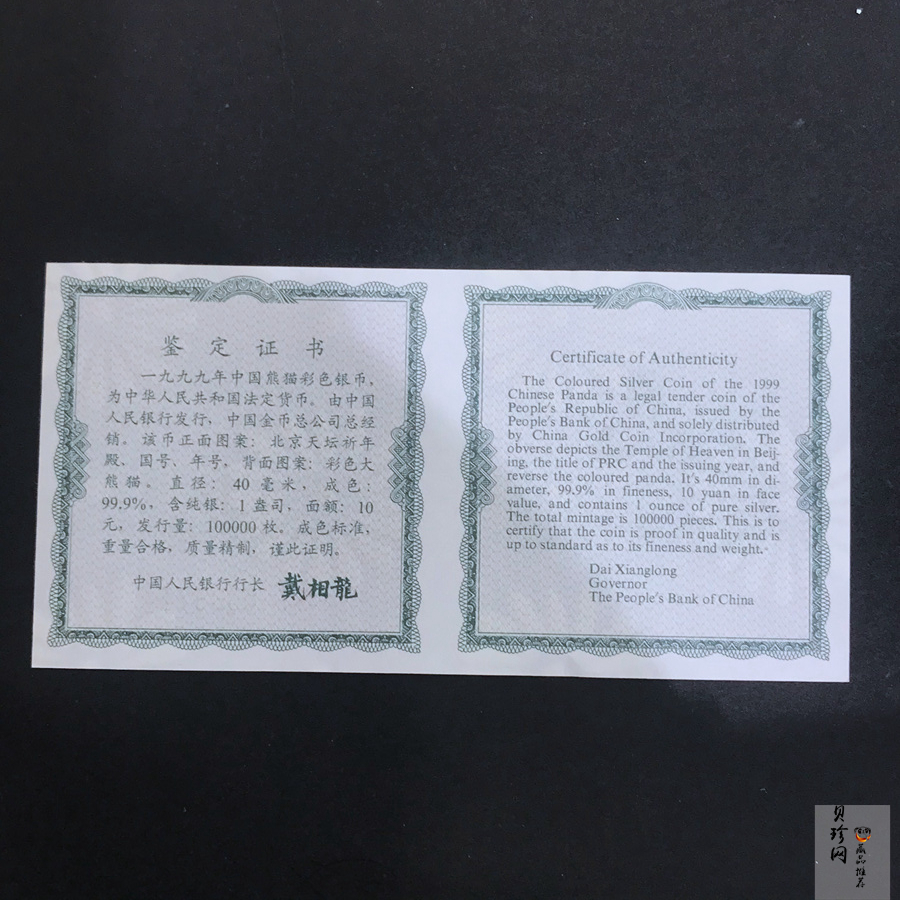 鉴定证书
一九九九年中国熊猫彩色银币，
为中华人民共和国法定货币。由中国
人民银行发行，中国金币总公司总经
销。该币正面图案：北京天坛祈年
殿、国号、年号，背面图案：彩色大
熊猫。直径：40毫米，成色：
99.9%，含纯银：1盎司，面额：10
元，发行量：100000枚。成色标准，
重量合格，质量精制，谨此证明。
中国人民银行行长 戴相龍
Certificate of Authenticity
The Coloured Silver Coin of the 1999
Chinese Panda is a legal tender coin of the
People's Republic of China, issued by the
People's Bank of China, and solely distributed
by China Gold Coin Incorporation. The
obverse depicts the Temple of Heaven in Beij-
ing, the title of PRC and the issuing year, and
reverse the coloured panda. It's 40mm in di-
ameter, 99.9% in fineness, 10 yuan in face
value, and contains 1 ounce of pure silver.
The total mintage is 100000 pieces. This is to
certify that the coin is proof in quality and is
up to standard as to its fineness and weight.
Dai Xianglong
Governor
The People's Bank of China
贝珍网
商品推荐